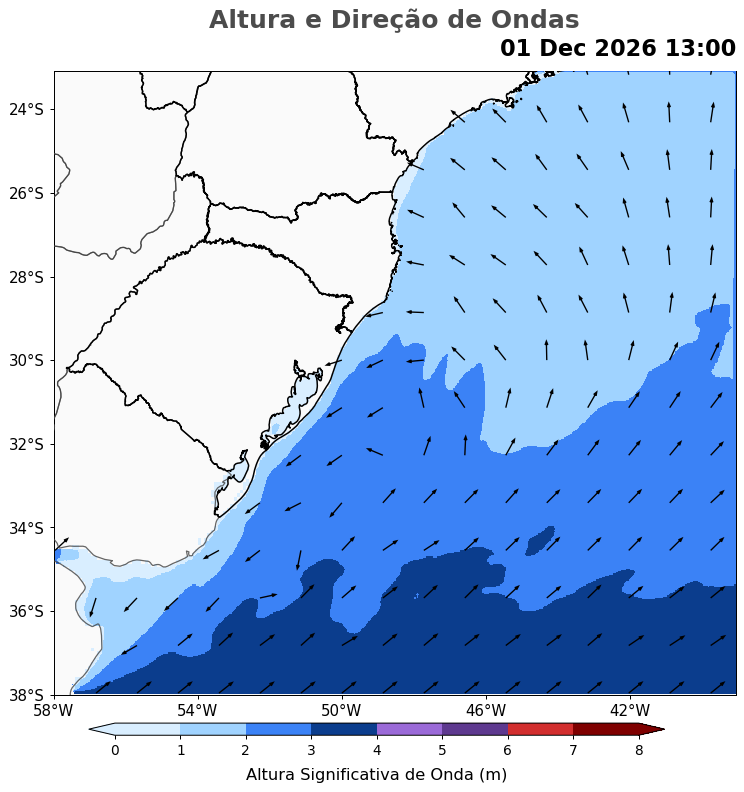 Altura e Direção de Ondas
01 Dec 2026 13:00
24°S
26°S
28°S
30°S
32°S
34°S
36°S
38°S
58°W 54°W 50°W 46°W 42°W
0 1 2 3 4 5 6 7 8
Altura Significativa de Onda (m)